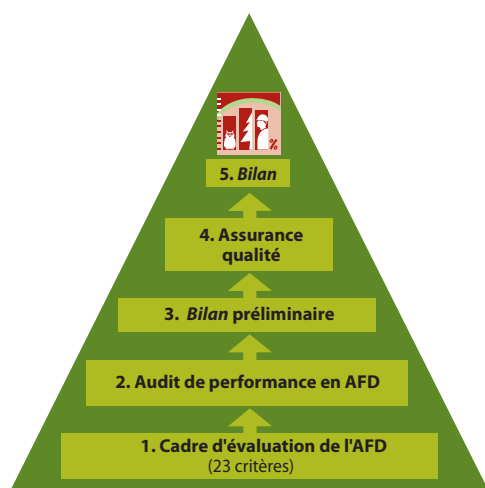 %
5. Bilan
4. Assurance
qualité
3. Bilan préliminaire
2. Audit de performance en AFD
1. Cadre d'évaluation de l'AFD
(23 critères)